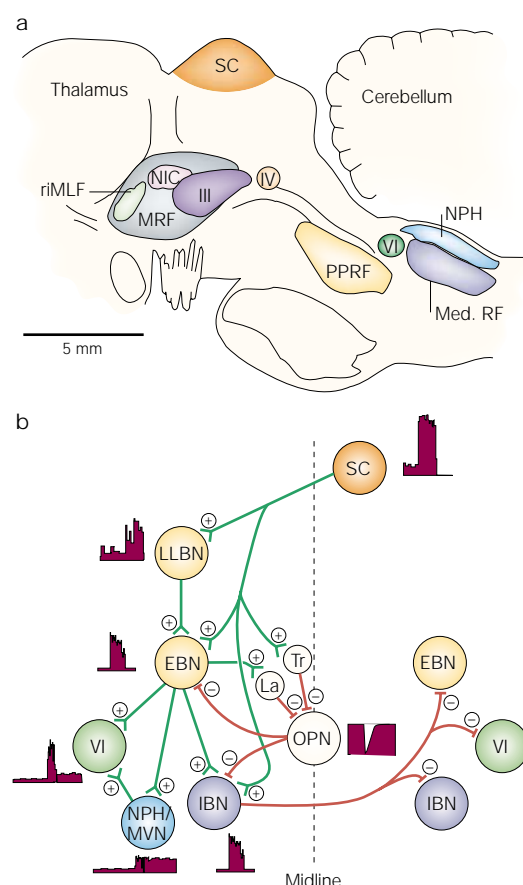 a
SC
Thalamus
Cerebellum
NIC
IV
riMLF
III
MRF
NPH
VI
PPRF
Med. RF
5 mm
b
SC
+
LLBN
+
+
+
EBN
+
Tr
EBN
La
−
−
−
−
−
+
VI
OPN
VI
−
+
+
+
+
−
IBN
IBN
NPH/
MVN
Midline